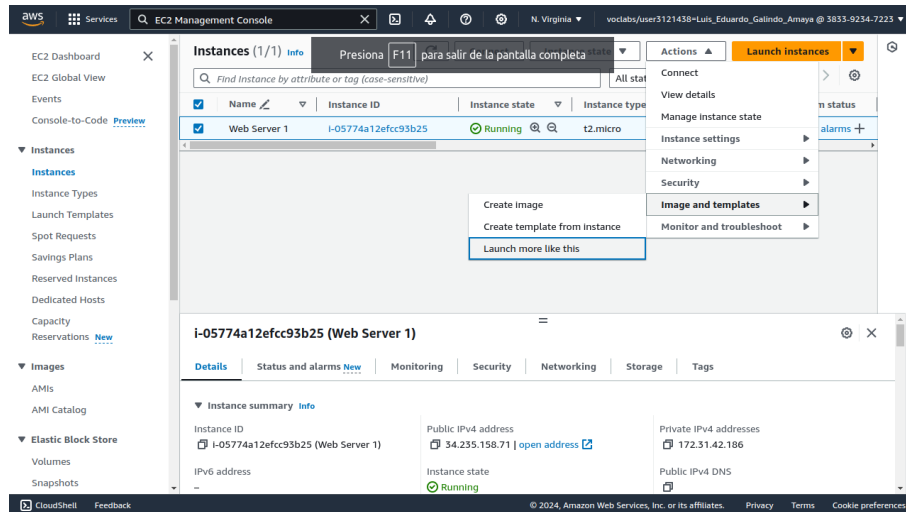 aws Services EC2 Management Console N. Virginia voclabs/user3121438=Luis_Eduardo_Galindo_Amaya @ 3833-9234-7223
EC2 Dashboard
EC2 Global View
Events
Console-to-Code Preview
Instances
Instances
Instance Types
Launch Templates
Spot Requests
Savings Plans
Reserved Instances
Dedicated Hosts
Capacity
Reservations New
Images
AMIs
AMI Catalog
Elastic Block Store
Volumes
Snapshots
Instances (1/1) Info
Presiona F11 para salir de la pantalla completa
Actions
Launch instances
Find Instance by attribute or tag (case-sensitive)
All stat
Name Instance ID Instance state Instance type m status
Web Server 1 i-05774a12efcc93b25 Running t2.micro alarms
Connect
View details
Manage instance state
Instance settings
Networking
Security
Image and templates
Monitor and troubleshoot
Create image
Create template from instance
Launch more like this
i-05774a12efcc93b25 (Web Server 1)
Details Status and alarms New Monitoring Security Networking Storage Tags
Instance summary Info
Instance ID
i-05774a12efcc93b25 (Web Server 1)
Public IPv4 address
34.235.158.71 | open address
Private IPv4 addresses
172.31.42.186
IPv6 address
–
Instance state
Running
Public IPv4 DNS
CloudShell Feedback © 2024, Amazon Web Services, Inc. or its affiliates. Privacy Terms Cookie preferences